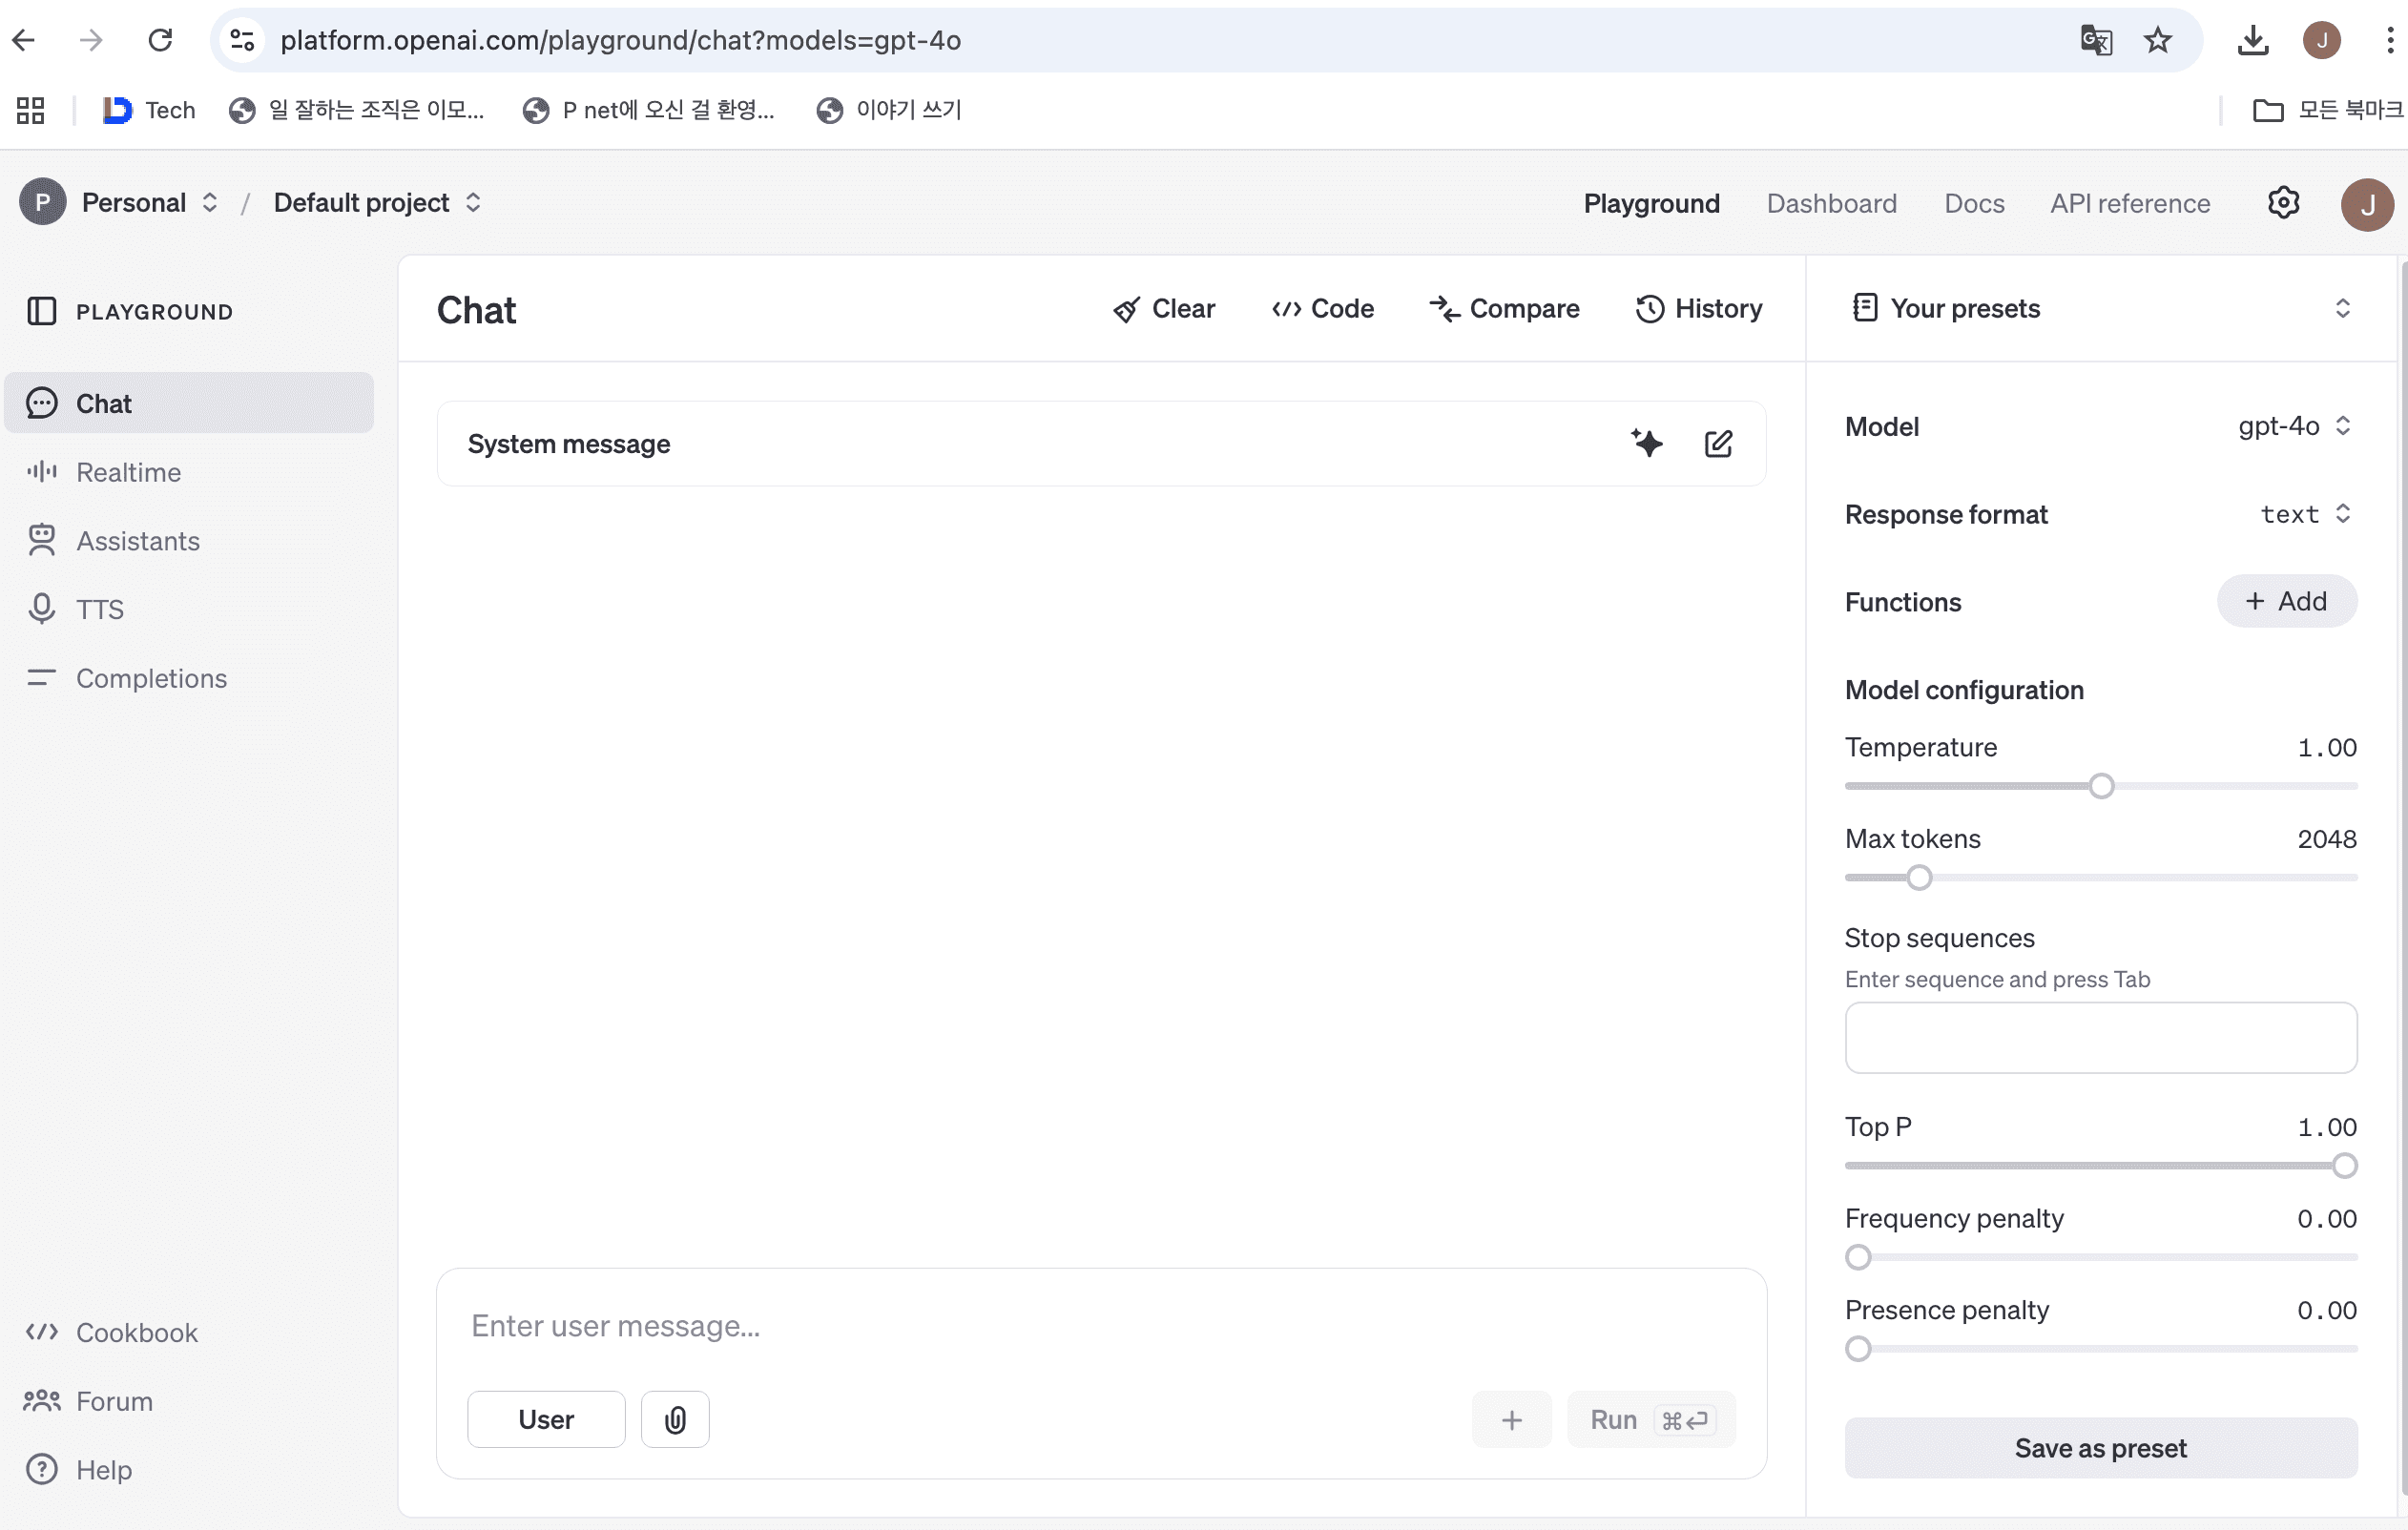 platform.openai.com/playground/chat?models=gpt-4o
J
Tech
일 잘하는 조직은 이모...
P net에 오신 걸 환영...
이야기 쓰기
모든 북마크
P Personal / Default project
Playground Dashboard Docs API reference J
PLAYGROUND
Chat
Realtime
Assistants
TTS
Completions
Cookbook
Forum
Help
Chat
Clear Code Compare History
System message
Enter user message...
User
Run ⌘
Your presets
Model gpt-4o
Response format text
Functions + Add
Model configuration
Temperature 1.00
Max tokens 2048
Stop sequences
Enter sequence and press Tab
Top P 1.00
Frequency penalty 0.00
Presence penalty 0.00
Save as preset